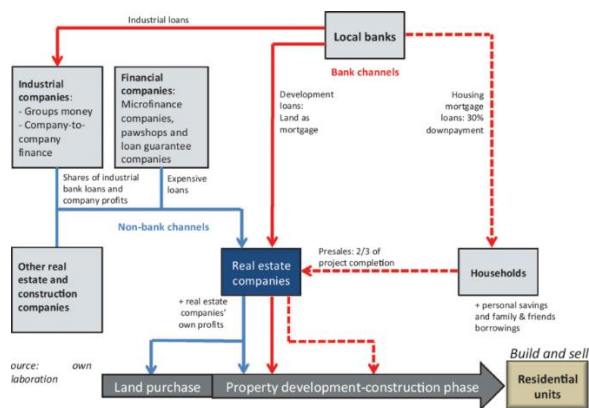 Industrial loans
Local banks
Bank channels
Industrial
companies:
- Groups money
- Company-to-
company
finance
Financial
companies:
Microfinance
companies,
pawshops and
loan guarantee
companies
Development
loans:
Land as
mortgage
Housing
mortgage
loans: 30%
downpayment
Shares of industrial
bank loans and
company profits
Expensive
loans
Non-bank channels
Other real
estate and
construction
companies
Real estate
companies
Presales: 2/3 of
project completion
Households
+ real estate
companies'
own profits
+ personal savings
and family & friends
borrowings
ource: own
laboration
Build and sell
Land purchase
Property development-construction phase
Residential
units